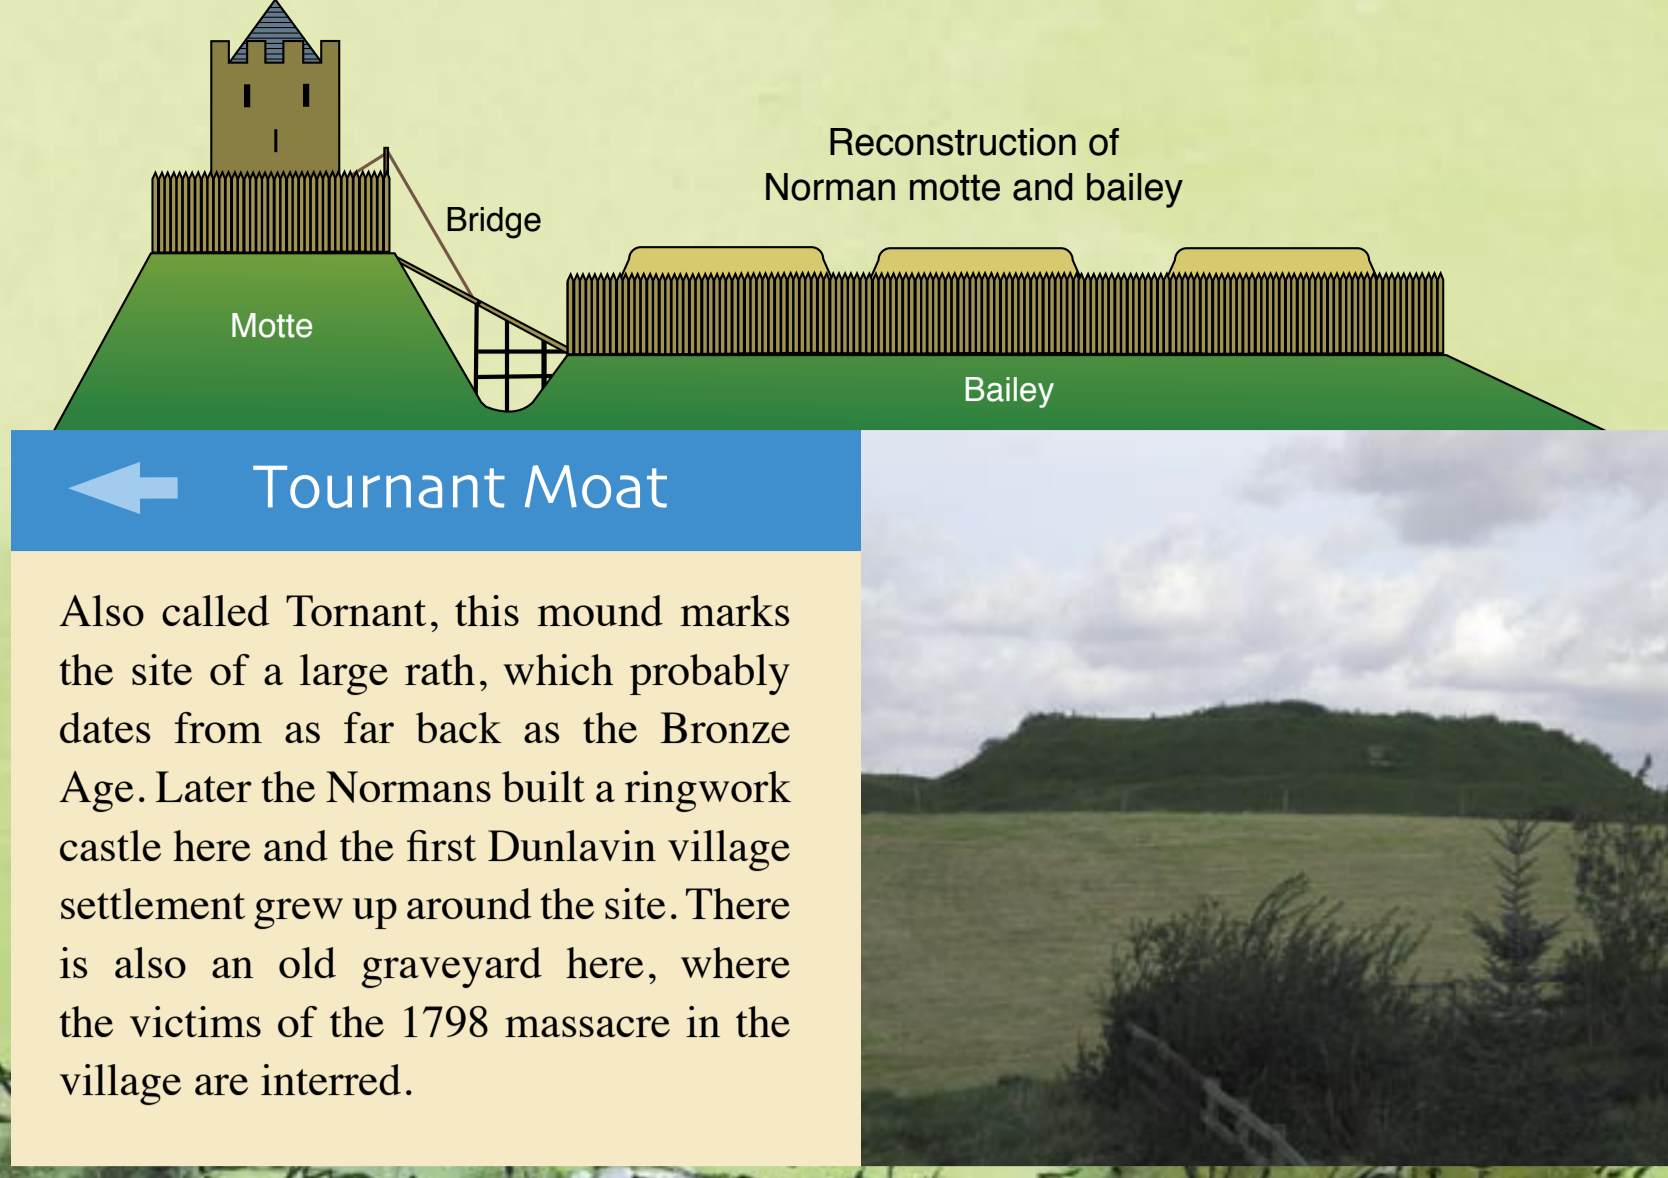 Reconstruction of
Norman motte and bailey
Bridge
Motte
Bailey
Tournant Moat
Also called Tornant, this mound marks
the site of a large rath, which probably
dates from as far back as the Bronze
Age. Later the Normans built a ringwork
castle here and the first Dunlavin village
settlement grew up around the site. There
is also an old graveyard here, where
the victims of the 1798 massacre in the
village are interred.